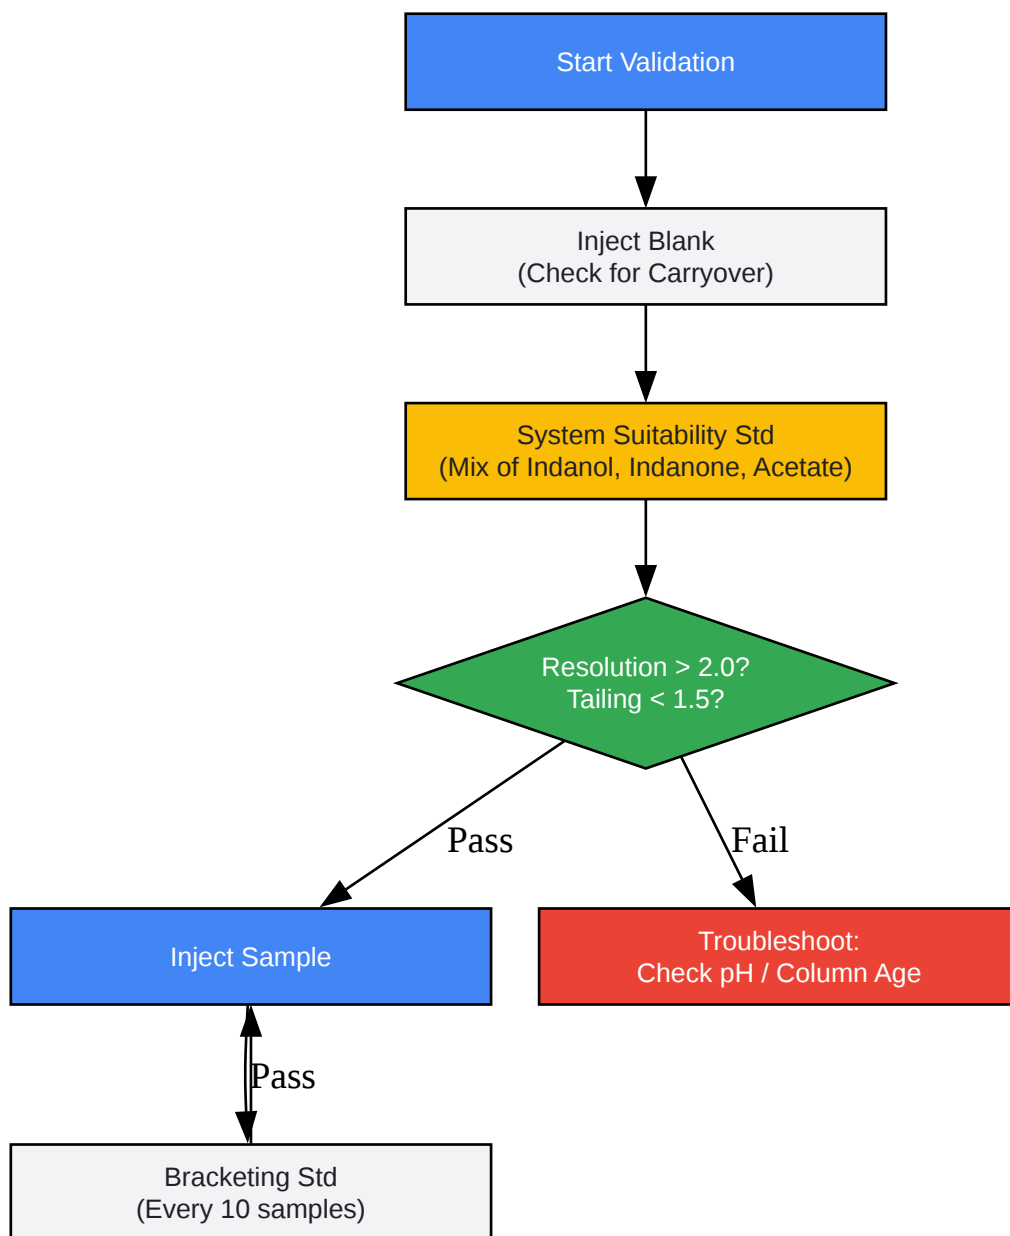 Start Validation
Inject Blank
(Check for Carryover)
System Suitability Std
(Mix of Indanol, Indanone, Acetate)
Resolution > 2.0?
Tailing < 1.5?
Pass
Fail
Inject Sample
Troubleshoot:
Check pH / Column Age
Pass
Bracketing Std
(Every 10 samples)